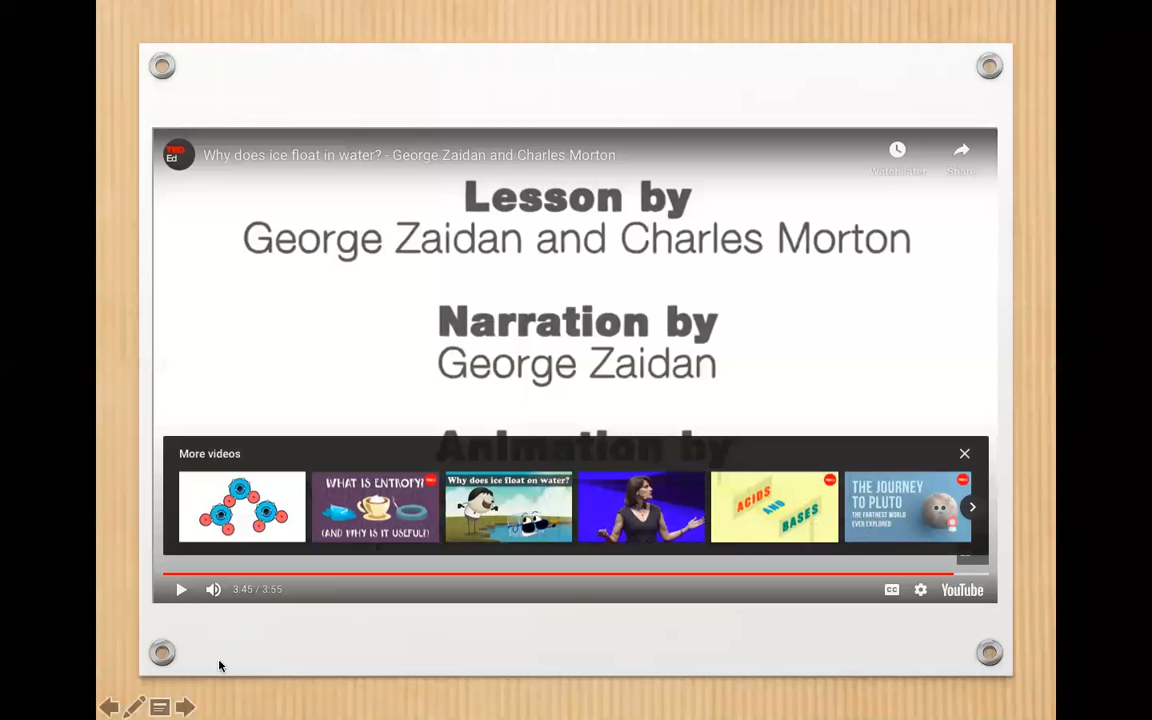 TED
Ed
Why does ice float in water? - George Zaidan and Charles Morton
Watch later
Share
Lesson by
George Zaidan and Charles Morton
Narration by
George Zaidan
Animation by
More videos
WHAT IS ENTROPY?
(AND WHY IS IT USEFUL!)
Why does ice float on water?
ACIDS
AND
BASES
THE JOURNEY
TO PLUTO
THE FARTHEST WORLD
EVER EXPLORED
3:45 / 3:55
CC
YouTube